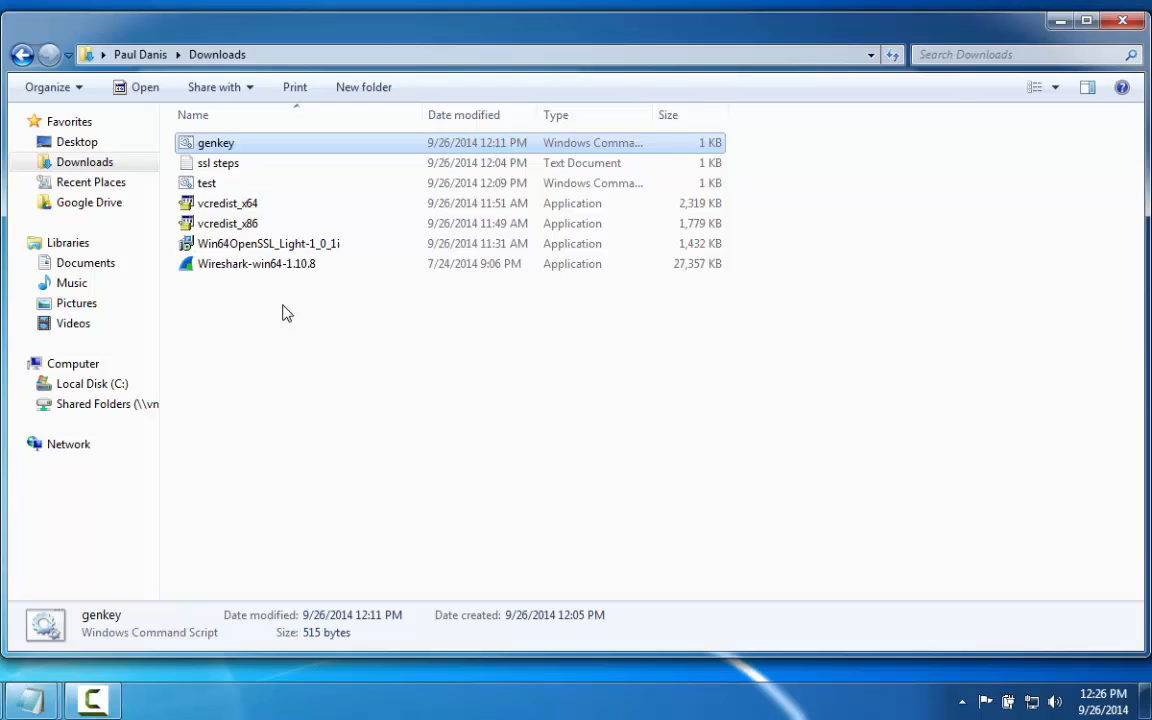 Paul Danis Downloads Search Downloads
Organize Open Share with Print New folder
Name Date modified Type Size
Favorites
Desktop
Downloads
Recent Places
Google Drive
Libraries
Documents
Music
Pictures
Videos
Computer
Local Disk (C:)
Shared Folders (\\vn
Network
genkey 9/26/2014 12:11 PM Windows Comma... 1 KB
ssl steps 9/26/2014 12:04 PM Text Document 1 KB
test 9/26/2014 12:09 PM Windows Comma... 1 KB
vcredist_x64 9/26/2014 11:51 AM Application 2,319 KB
vcredist_x86 9/26/2014 11:49 AM Application 1,779 KB
Win64OpenSSL_Light-1_0_1i 9/26/2014 11:31 AM Application 1,432 KB
Wireshark-win64-1.10.8 7/24/2014 9:06 PM Application 27,357 KB
genkey Date modified: 9/26/2014 12:11 PM Date created: 9/26/2014 12:05 PM
Windows Command Script Size: 515 bytes
12:26 PM
9/26/2014